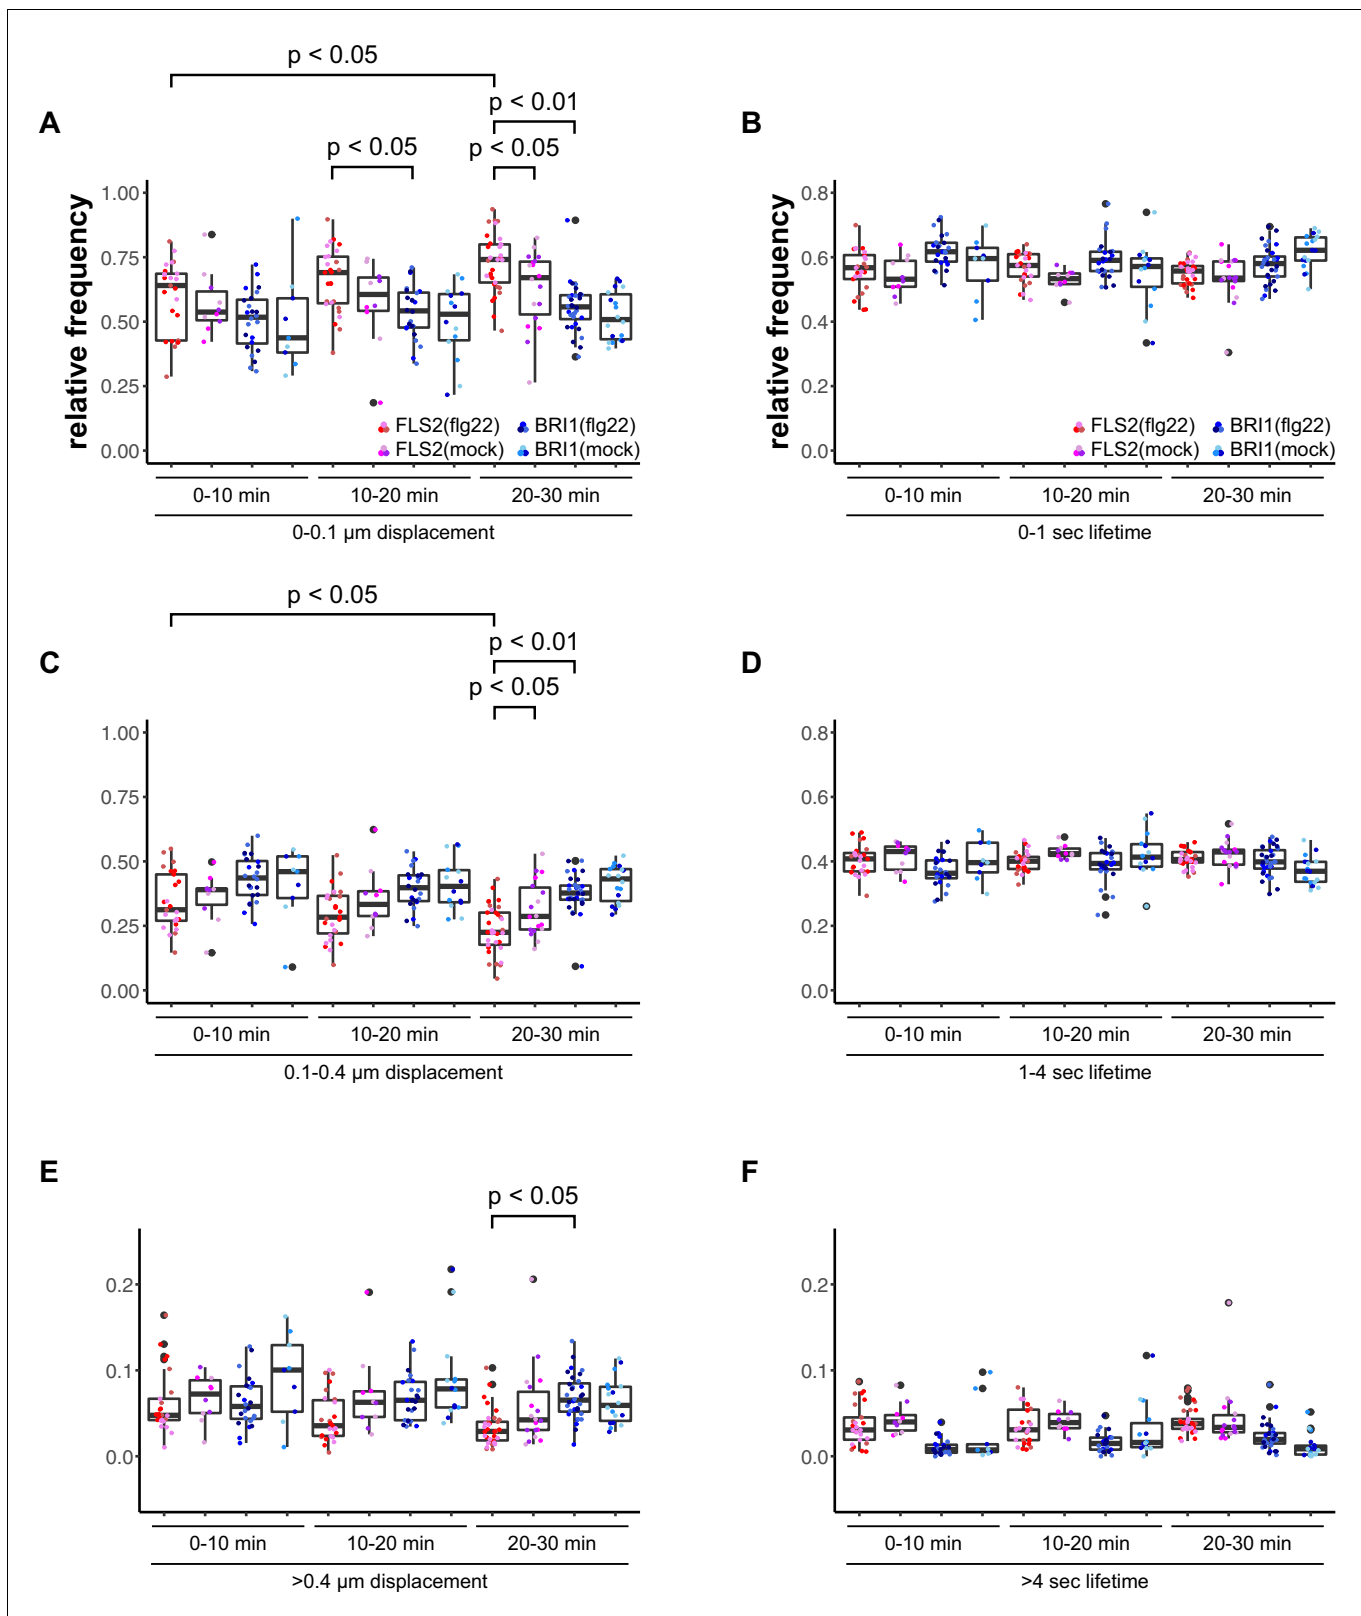 p < 0.05
p < 0.01
A
B
p < 0.05
p < 0.05
relative frequency
1.00
0.75
0.50
0.25
0.00
FLS2(flg22)
BRI1(flg22)
FLS2(mock)
BRI1(mock)
0-10 min
10-20 min
20-30 min
0-0.1 µm displacement
relative frequency
0.8
0.6
0.4
0.2
0.0
FLS2(flg22)
BRI1(flg22)
FLS2(mock)
BRI1(mock)
0-10 min
10-20 min
20-30 min
0-1 sec lifetime
p < 0.05
p < 0.01
C
D
p < 0.05
1.00
0.75
0.50
0.25
0.00
0-10 min
10-20 min
20-30 min
0.1-0.4 µm displacement
0.8
0.6
0.4
0.2
0.0
0-10 min
10-20 min
20-30 min
1-4 sec lifetime
E
F
p < 0.05
0.2
0.1
0.0
0-10 min
10-20 min
20-30 min
>0.4 µm displacement
0.2
0.1
0.0
0-10 min
10-20 min
20-30 min
>4 sec lifetime